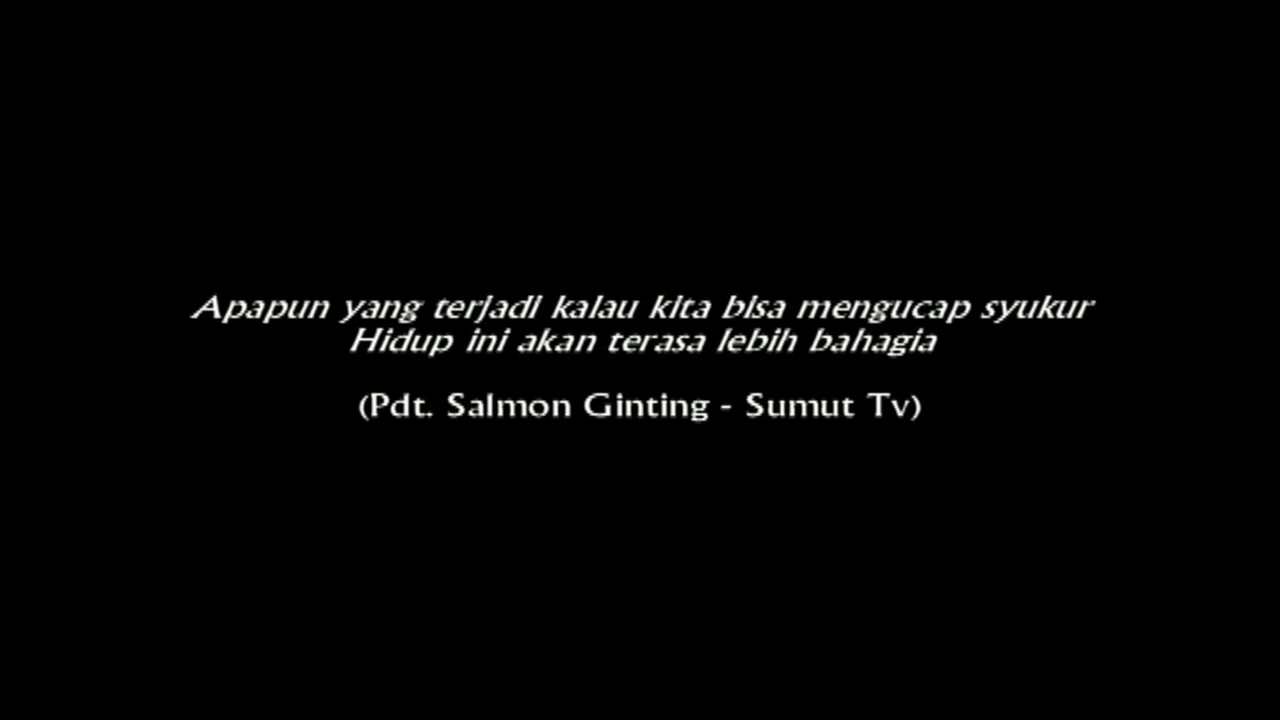 Apapun yang terjadi kalau kita bisa mengucap syukur
Hidup ini akan terasa lebih bahagia
(Pdt. Salmon Ginting - Sumut Tv)